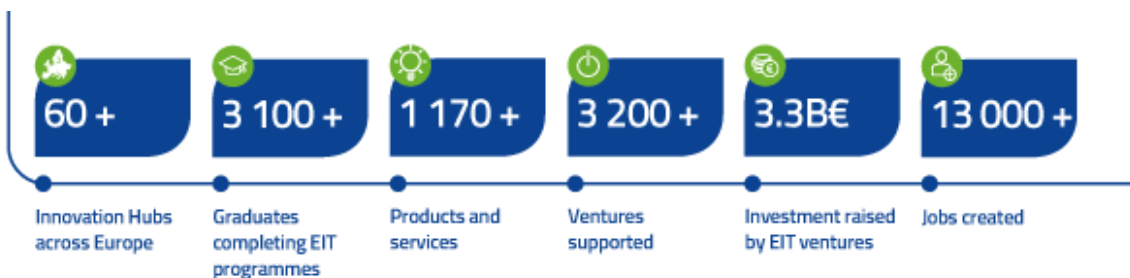 60 +
3 100 +
1 170 +
3 200 +
3.3B€
13 000 +
Innovation Hubs
across Europe
Graduates
completing EIT
programmes
Products and
services
Ventures
supported
Investment raised
by EIT ventures
Jobs created